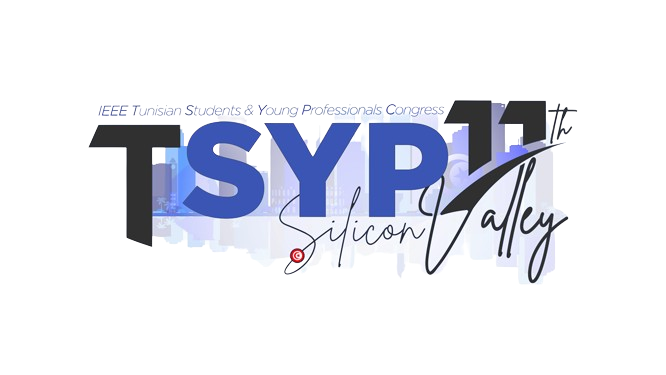 IEEE Tunisian Students & Young Professionals Congress
TSYP 11th
Silicon Valley